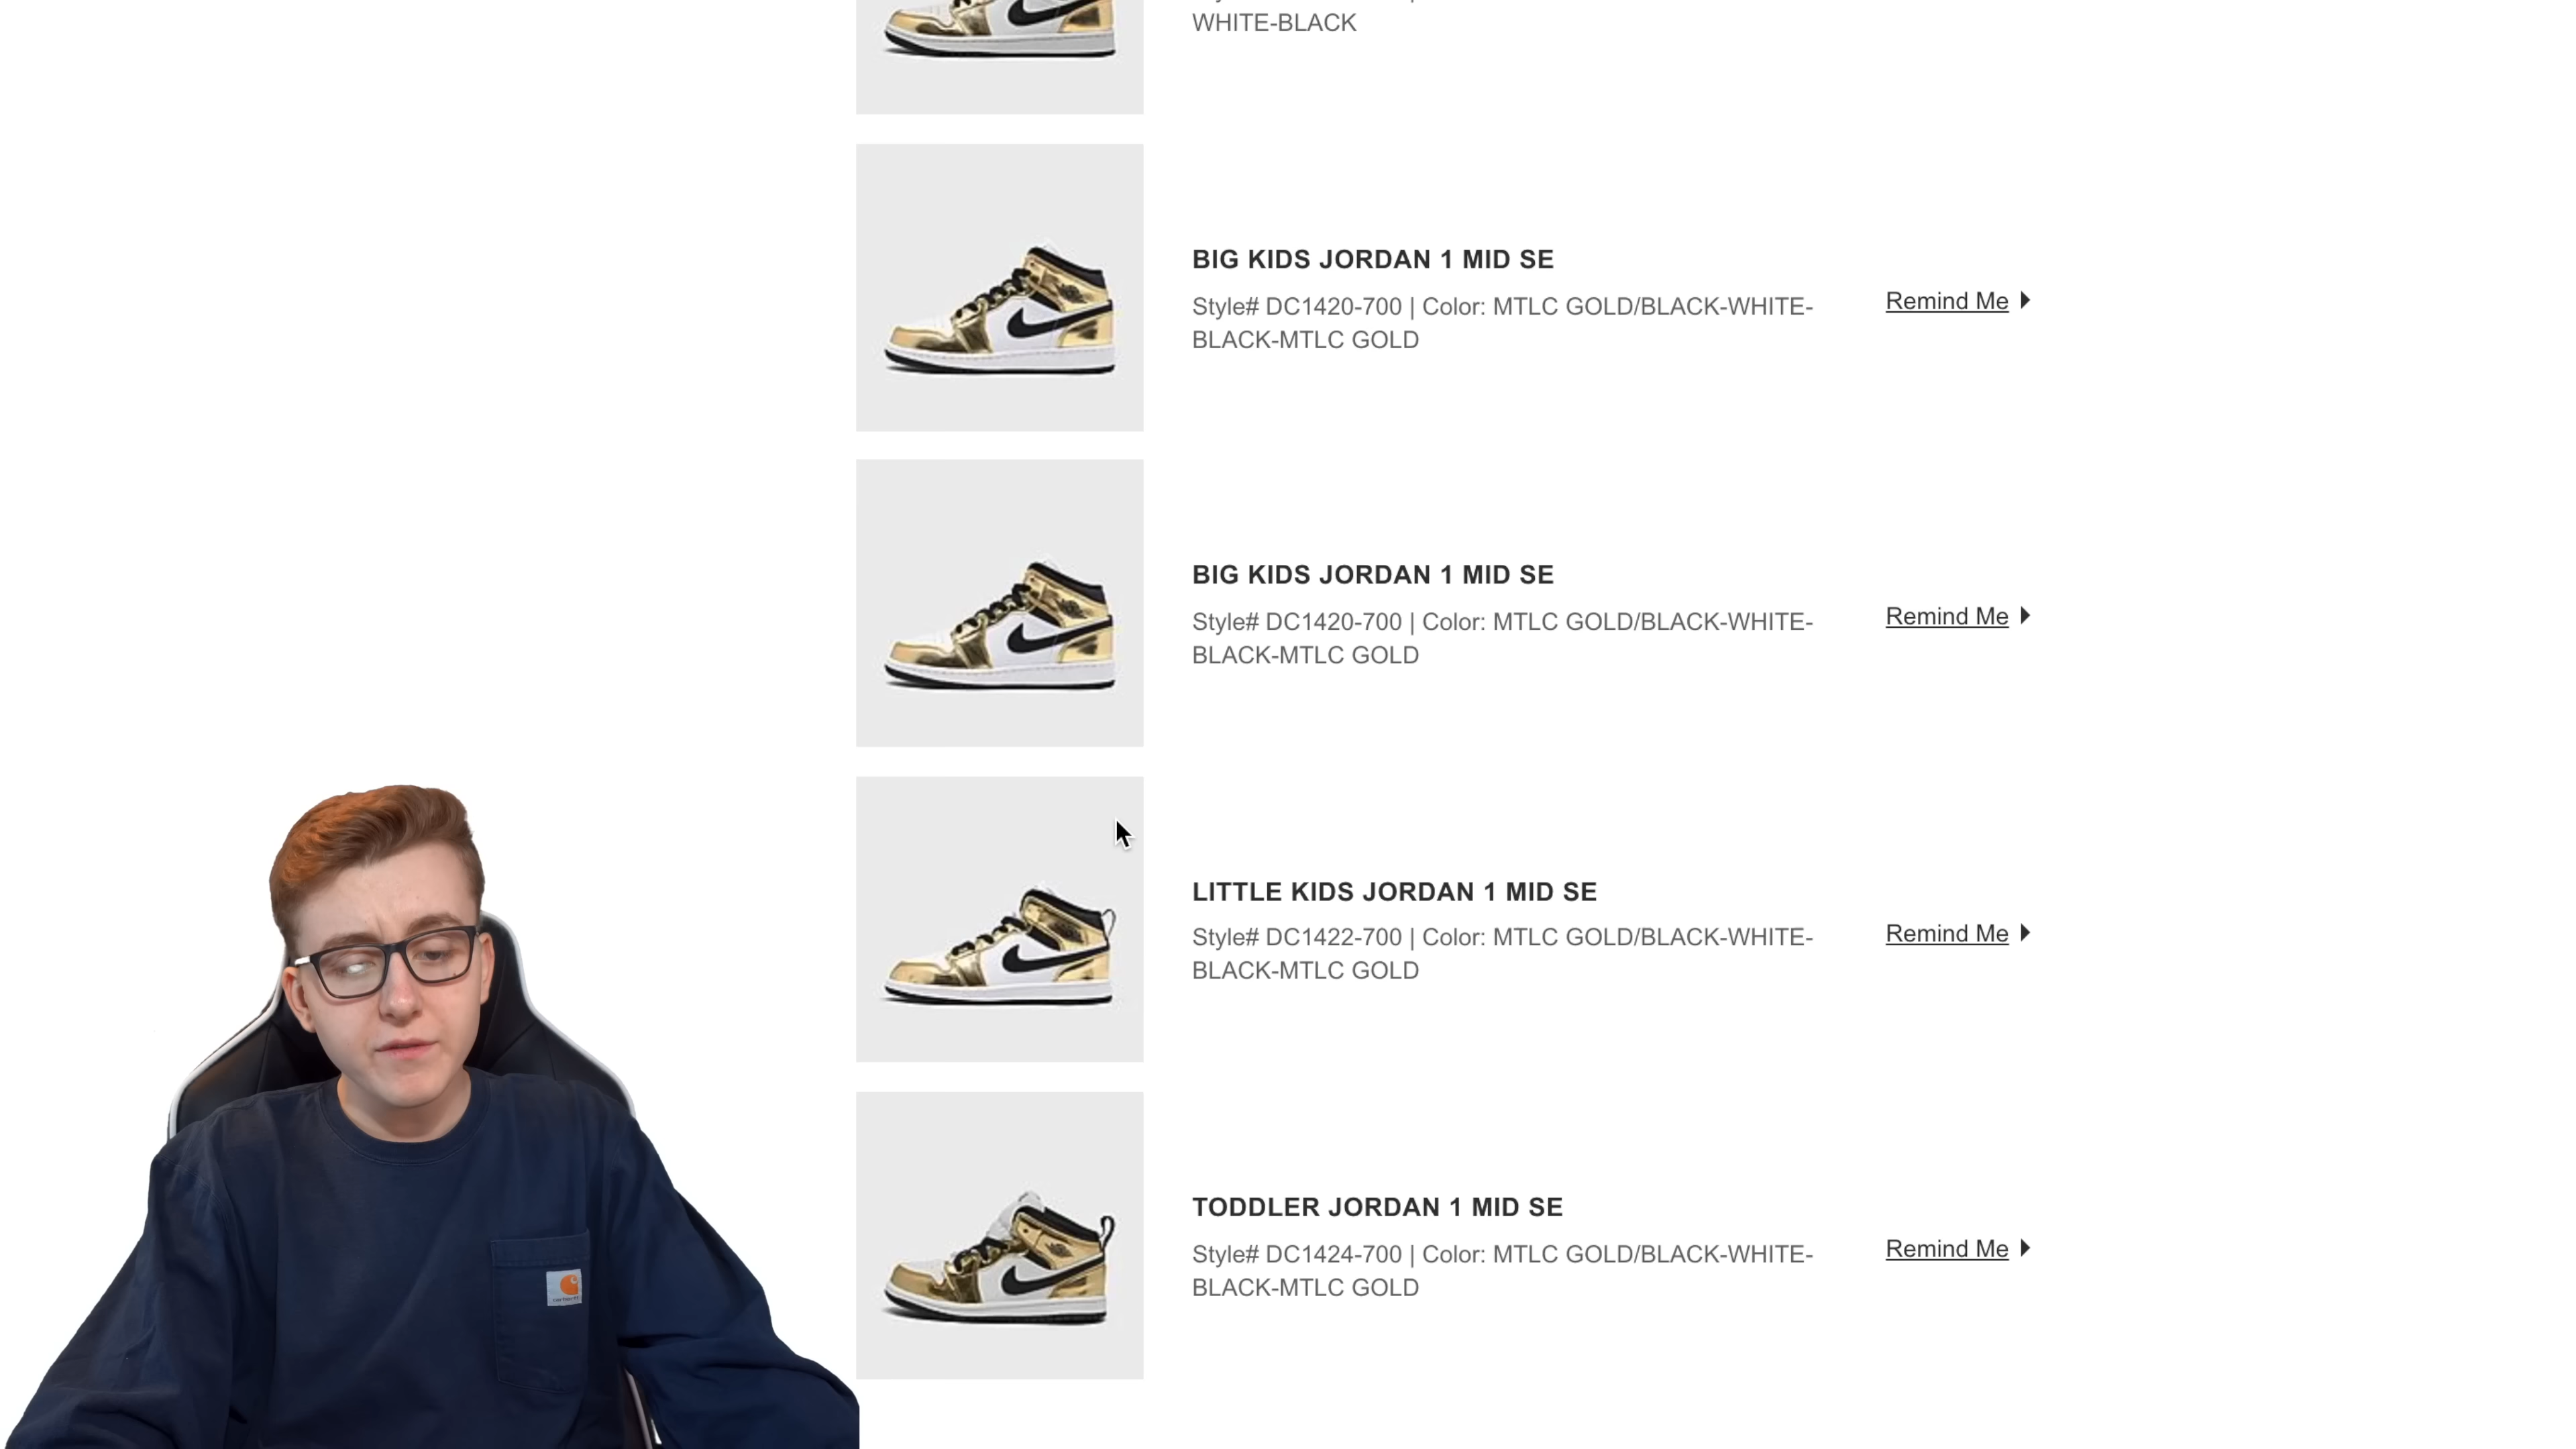 WHITE-BLACK
BIG KIDS JORDAN 1 MID SE
Style# DC1420-700 | Color: MTLC GOLD/BLACK-WHITE-
BLACK-MTLC GOLD
Remind Me
BIG KIDS JORDAN 1 MID SE
Style# DC1420-700 | Color: MTLC GOLD/BLACK-WHITE-
BLACK-MTLC GOLD
Remind Me
LITTLE KIDS JORDAN 1 MID SE
Style# DC1422-700 | Color: MTLC GOLD/BLACK-WHITE-
BLACK-MTLC GOLD
Remind Me
TODDLER JORDAN 1 MID SE
Style# DC1424-700 | Color: MTLC GOLD/BLACK-WHITE-
BLACK-MTLC GOLD
Remind Me